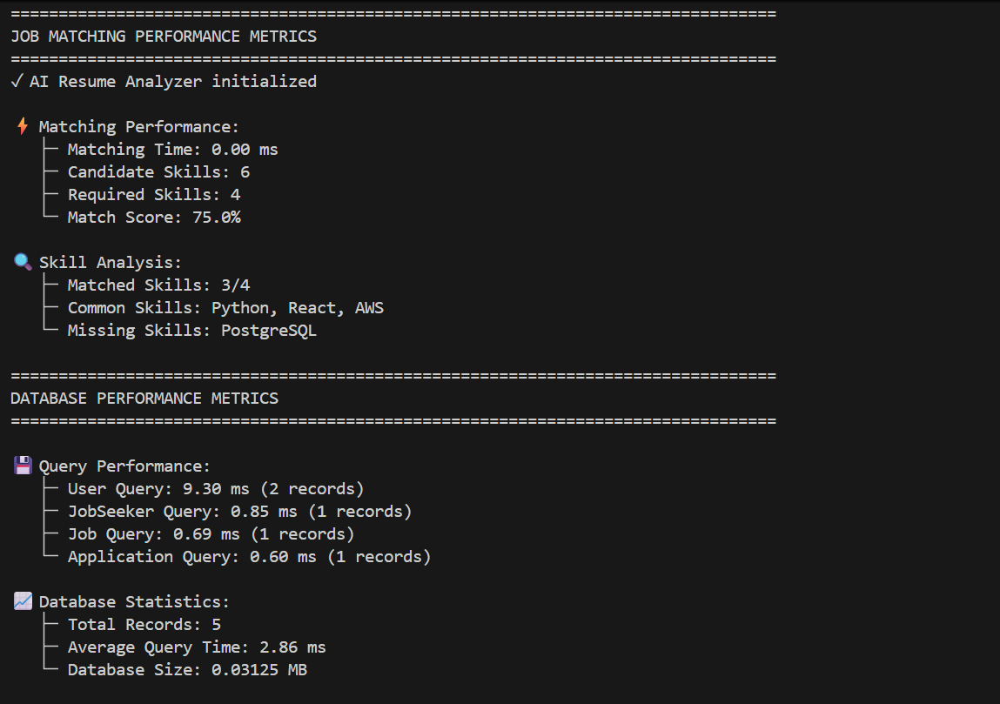 ================================================================================
JOB MATCHING PERFORMANCE METRICS
================================================================================
✓ AI Resume Analyzer initialized
⚡ Matching Performance:
├─ Matching Time: 0.00 ms
├─ Candidate Skills: 6
├─ Required Skills: 4
└─ Match Score: 75.0%
🔍 Skill Analysis:
├─ Matched Skills: 3/4
├─ Common Skills: Python, React, AWS
└─ Missing Skills: PostgreSQL
================================================================================
DATABASE PERFORMANCE METRICS
================================================================================
💾 Query Performance:
├─ User Query: 9.30 ms (2 records)
├─ JobSeeker Query: 0.85 ms (1 records)
├─ Job Query: 0.69 ms (1 records)
└─ Application Query: 0.60 ms (1 records)
📈 Database Statistics:
├─ Total Records: 5
├─ Average Query Time: 2.86 ms
└─ Database Size: 0.03125 MB